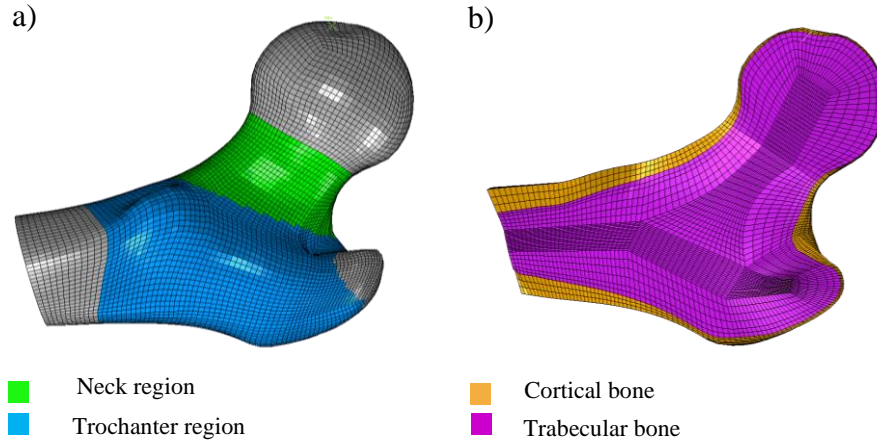 a)
b)
Neck region
Trochanter region
Cortical bone
Trabecular bone